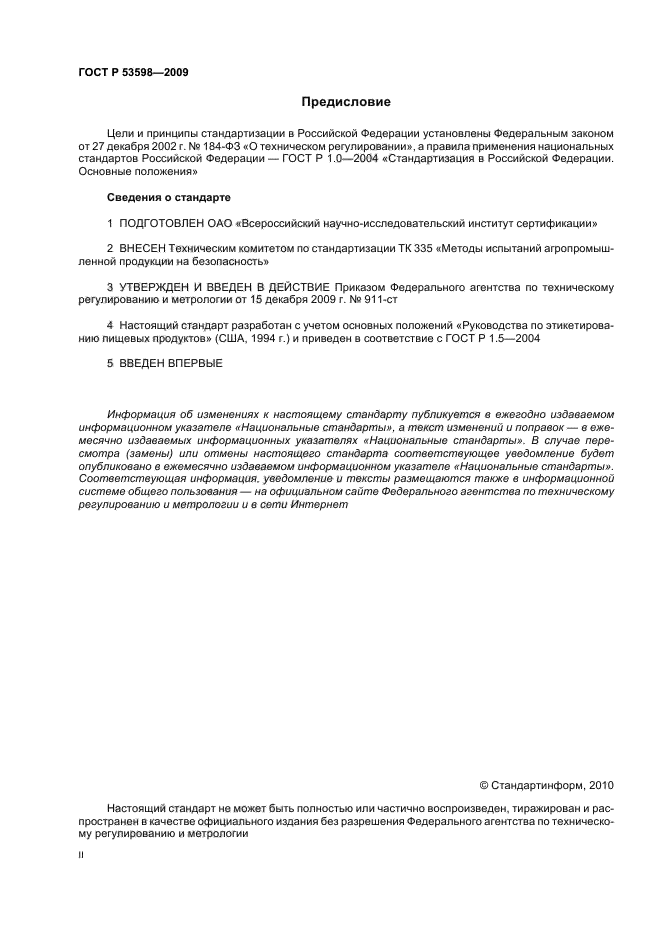 ГОСТ Р 53598—2009
Предисловие
Цели и принципы стандартизации в Российской Федерации установлены Федеральным законом
от 27 декабря 2002 г. № 184-ФЗ «О техническом регулировании», а правила применения национальных
стандартов Российской Федерации — ГОСТ Р 1.0—2004 «Стандартизация в Российской Федерации.
Основные положения»
Сведения о стандарте
1 ПОДГОТОВЛЕН ОАО «Всероссийский научно-исследовательский институт сертификации»
2 ВНЕСЕН Техническим комитетом по стандартизации ТК 335 «Методы испытаний агропромыш-
ленной продукции на безопасность»
3 УТВЕРЖДЕН И ВВЕДЕН В ДЕЙСТВИЕ Приказом Федерального агентства по техническому
регулированию и метрологии от 15 декабря 2009 г. № 911-ст
4 Настоящий стандарт разработан с учетом основных положений «Руководства по этикетирова-
нию пищевых продуктов» (США, 1994 г.) и приведен в соответствие с ГОСТ Р 1.5—2004
5 ВВЕДЕН ВПЕРВЫЕ
Информация об изменениях к настоящему стандарту публикуется в ежегодно издаваемом
информационном указателе «Национальные стандарты», а текст изменений и поправок — в еже-
месячно издаваемых информационных указателях «Национальные стандарты». В случае пере-
смотра (замены) или отмены настоящего стандарта соответствующее уведомление будет
опубликовано в ежемесячно издаваемом информационном указателе «Национальные стандарты».
Соответствующая информация, уведомление и тексты размещаются также в информационной
системе общего пользования — на официальном сайте Федерального агентства по техническому
регулированию и метрологии и в сети Интернет
© Стандартинформ, 2010
Настоящий стандарт не может быть полностью или частично воспроизведен, тиражирован и рас-
пространен в качестве официального издания без разрешения Федерального агентства по техническо-
му регулированию и метрологии
II